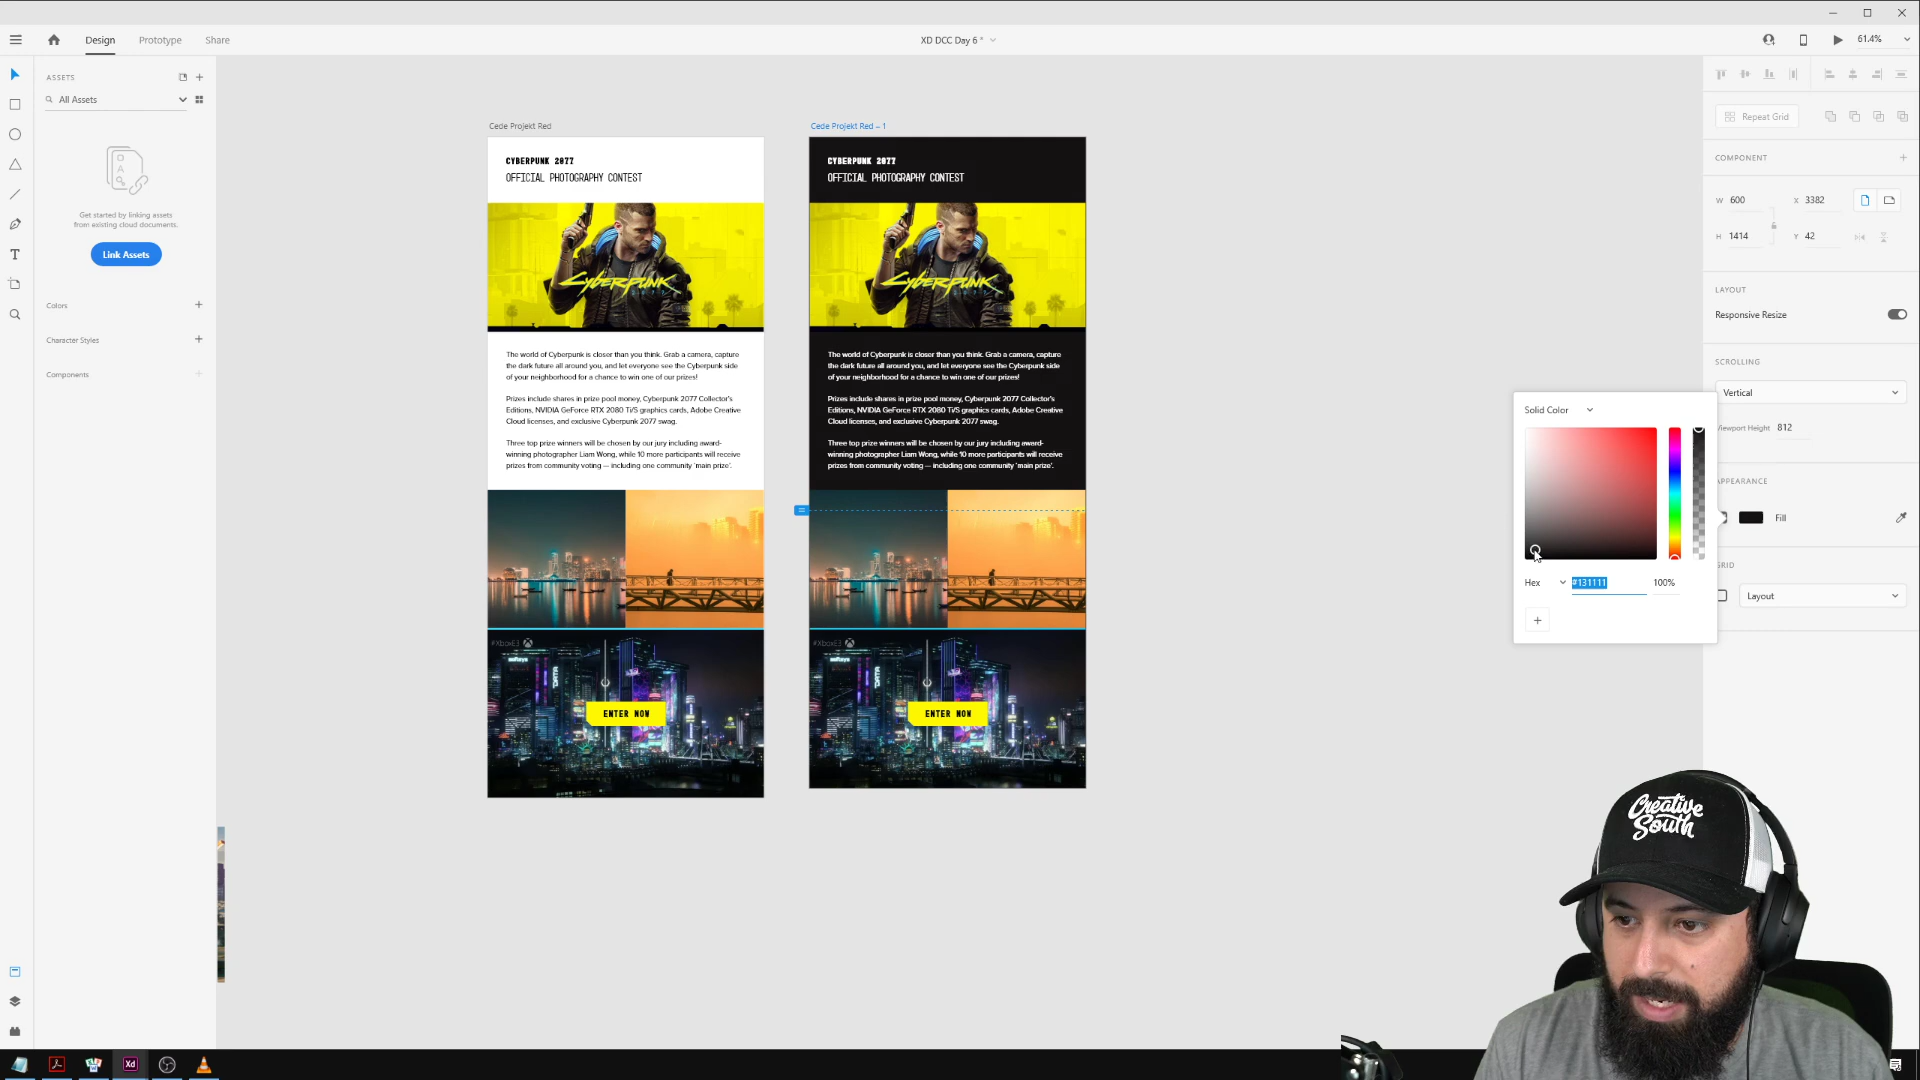 Design
Prototype
Share
XD DCC Day 6 *
61.4%
ASSETS
All Assets
Get started by linking assets
from existing cloud documents.
Link Assets
Colors
Character Styles
Components
Cede Projekt Red
CYBERPUNK 2077
OFFICIAL PHOTOGRAPHY CONTEST
CYBERPUNK
2077
The world of Cyberpunk is closer than you think. Grab a camera, capture
the dark future all around you, and let everyone see the Cyberpunk side
of your neighborhood for a chance to win one of our prizes!
Prizes include shares in prize pool money, Cyberpunk 2077 Collector's
Editions, NVIDIA GeForce RTX 2080 Ti/S graphics cards, Adobe Creative
Cloud licenses, and exclusive Cyberpunk 2077 swag.
Three top prize winners will be chosen by our jury including award-
winning photographer Liam Wong, while 10 more participants will receive
prizes from community voting — including one community 'main prize'.
#XboxE3
ENTER NOW
Cede Projekt Red – 1
CYBERPUNK 2077
OFFICIAL PHOTOGRAPHY CONTEST
CYBERPUNK
2077
The world of Cyberpunk is closer than you think. Grab a camera, capture
the dark future all around you, and let everyone see the Cyberpunk side
of your neighborhood for a chance to win one of our prizes!
Prizes include shares in prize pool money, Cyberpunk 2077 Collector's
Editions, NVIDIA GeForce RTX 2080 Ti/S graphics cards, Adobe Creative
Cloud licenses, and exclusive Cyberpunk 2077 swag.
Three top prize winners will be chosen by our jury including award-
winning photographer Liam Wong, while 10 more participants will receive
prizes from community voting — including one community 'main prize'.
#XboxE3
ENTER NOW
Repeat Grid
COMPONENT
W 600 X 3382
H 1414 Y 42
LAYOUT
Responsive Resize
SCROLLING
Vertical
Viewport Height 812
APPEARANCE
Fill
GRID
Layout
Solid Color
Hex #131111 100%
Creative
South
Xd